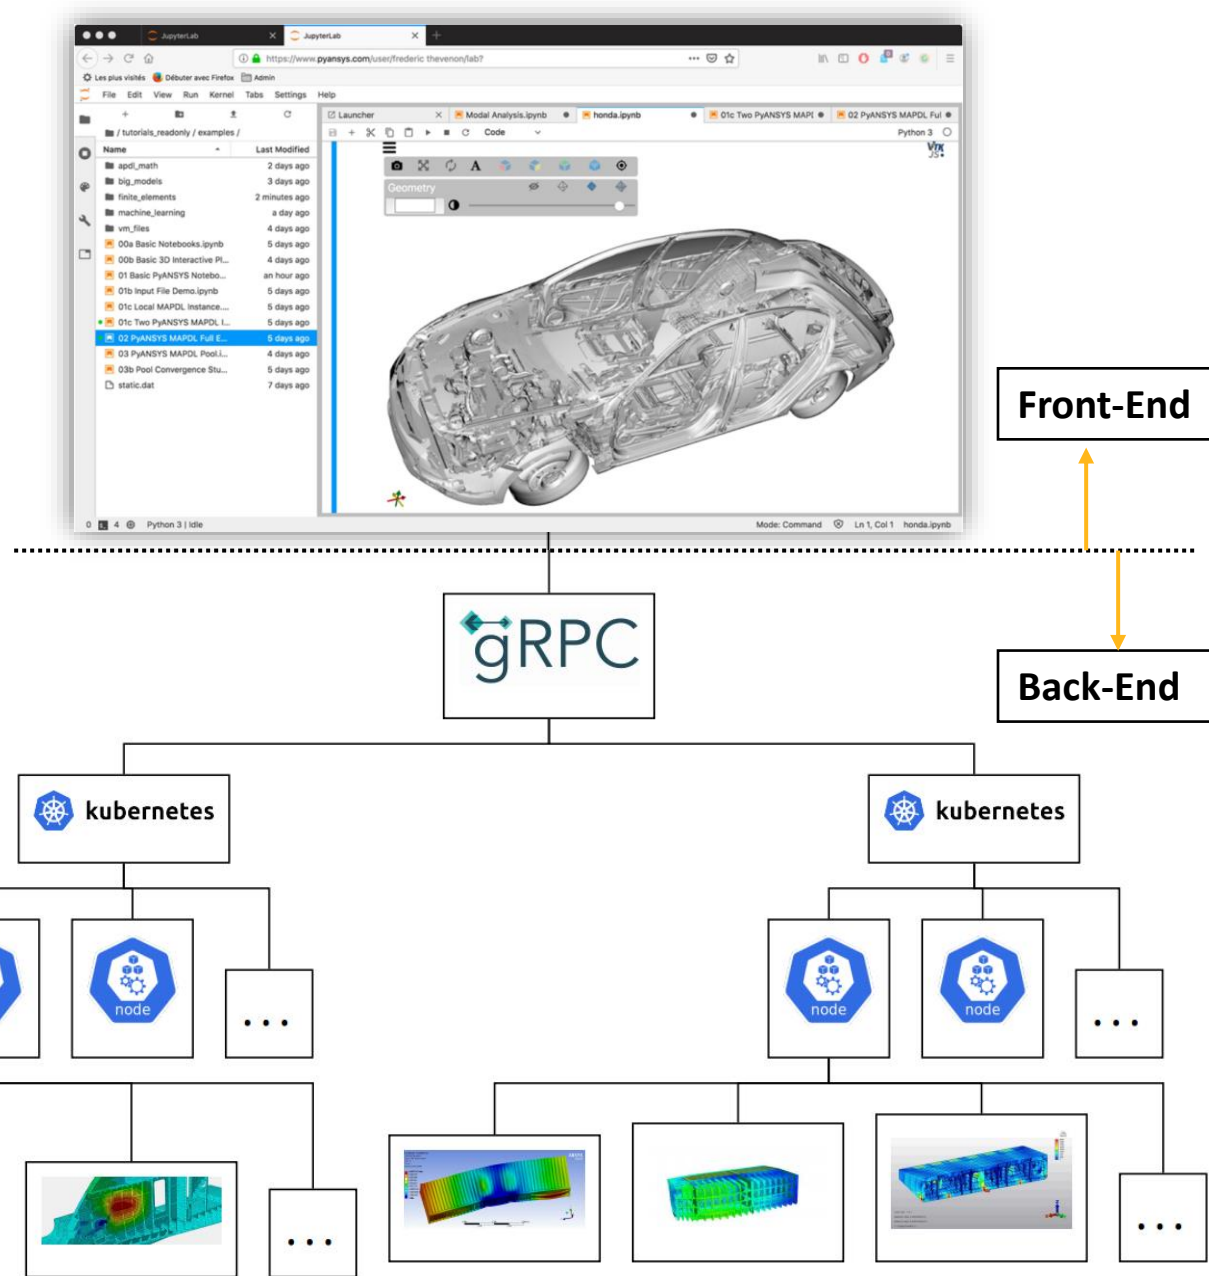 JupyterLab
JupyterLab
https://www.pyansys.com/user/frederic thevenon/lab?
Les plus visités Débuter avec Firefox Admin
File Edit View Run Kernel Tabs Settings Help
Launcher Modal Analysis.ipynb honda.ipynb 01c Two PyANSYS MAPI 02 PyANSYS MAPDL Ful
Code Python 3
/ tutorials_readonly / examples /
Name Last Modified
apdl_math 2 days ago
big_models 3 days ago
finite_elements 2 minutes ago
machine_learning a day ago
vm_files 4 days ago
00a Basic Notebooks.ipynb 5 days ago
00b Basic 3D Interactive Pl... 4 days ago
01 Basic PyANSYS Notebo... an hour ago
01b Input File Demo.ipynb 5 days ago
01c Local MAPDL Instance.... 5 days ago
01c Two PyANSYS MAPDL I... 5 days ago
02 PyANSYS MAPDL Full E... 5 days ago
03 PyANSYS MAPDL Pool.i... 4 days ago
03b Pool Convergence Stu... 5 days ago
static.dat 7 days ago
VTK
JS
A
Geometry
0 4 Python 3 | Idle Mode: Command Ln 1, Col 1 honda.ipynb
Front-End
gRPC
Back-End
kubernetes kubernetes
node node node
... ...
... ...